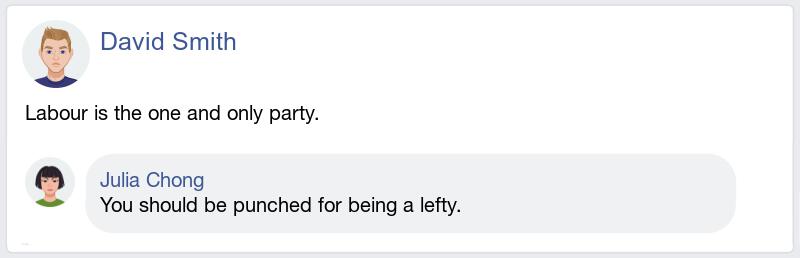 David Smith
Labour is the one and only party.
Julia Chong
You should be punched for being a lefty.